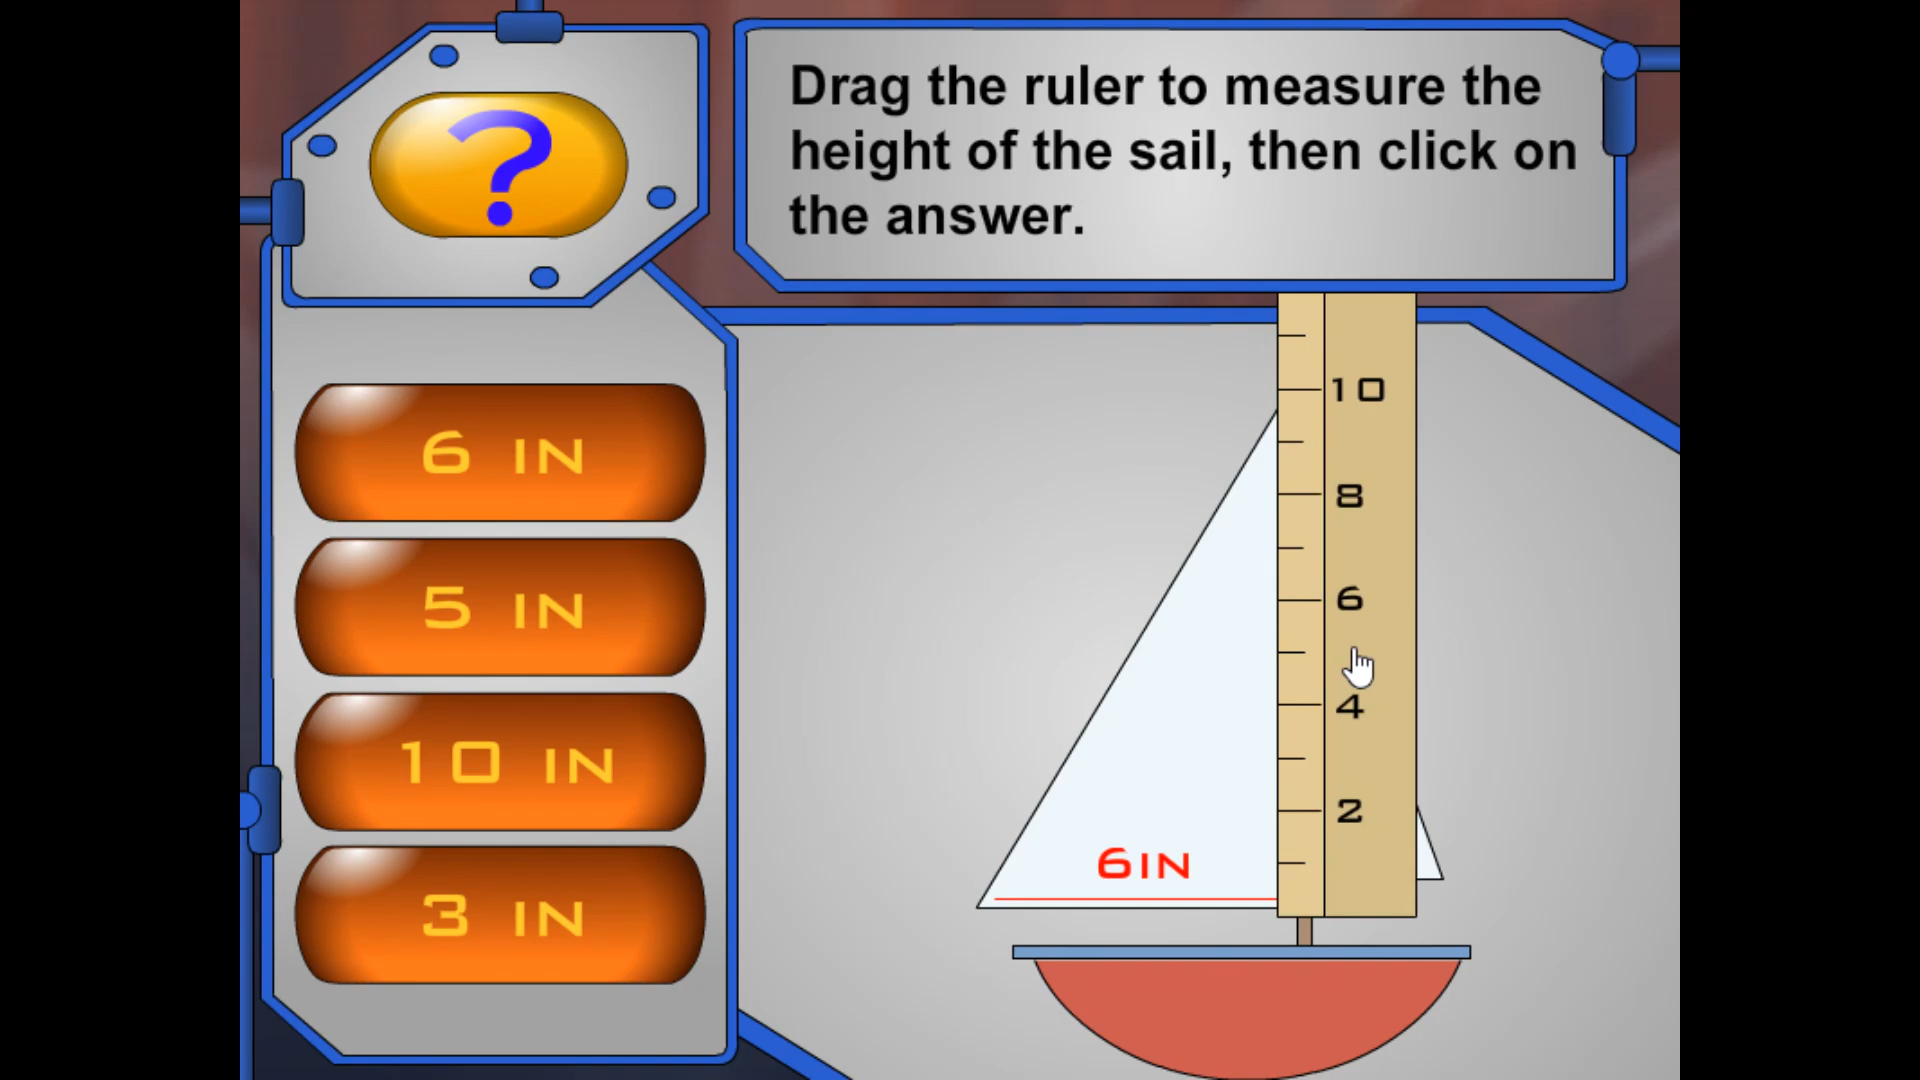 ?
Drag the ruler to measure the
height of the sail, then click on
the answer.
6 IN
5 IN
10 IN
3 IN
10
8
6
4
2
6IN